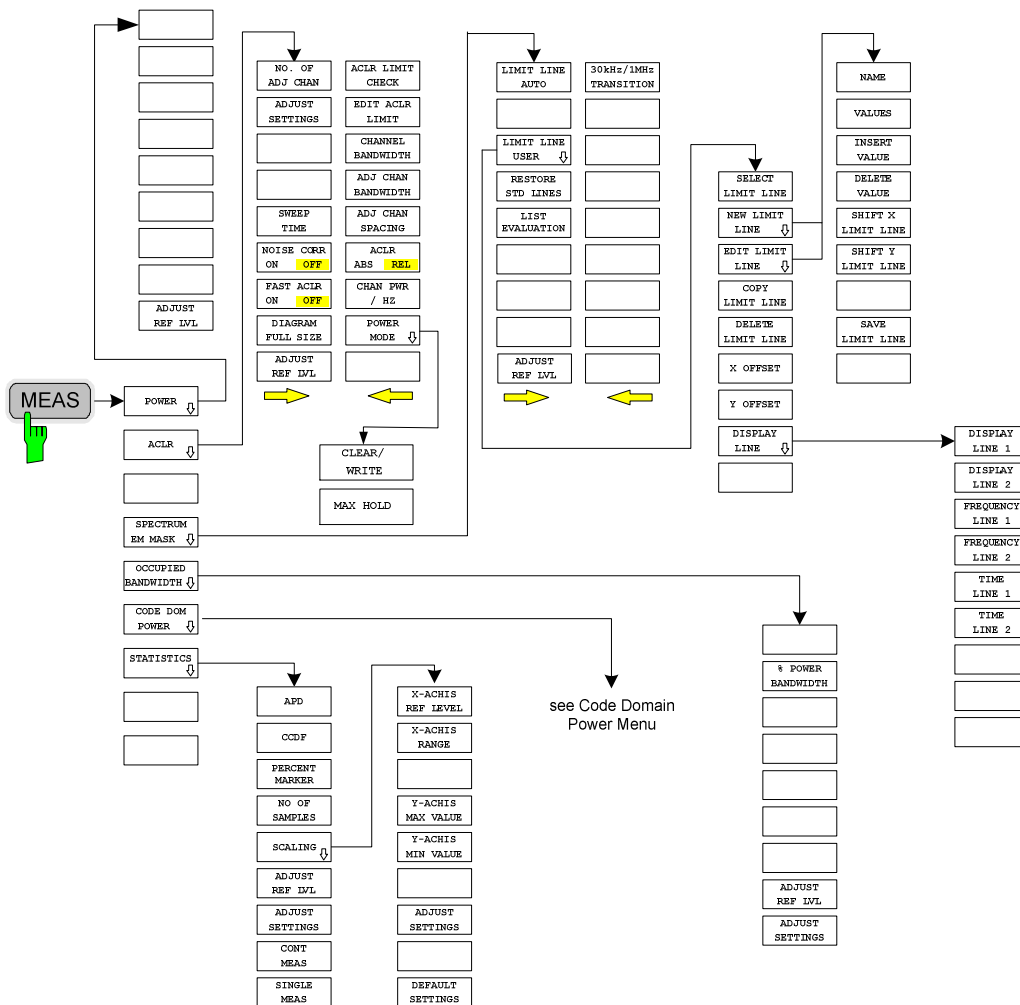 ADJUST
REF LVL
MEAS
POWER
ACLR
SPECTRUM
EM MASK
OCCUPIED
BANDWIDTH
CODE DOM
POWER
STATISTICS
NO. OF
ADJ CHAN
ADJUST
SETTINGS
SWEEP
TIME
NOISE CORR
ON OFF
FAST ACLR
ON OFF
DIAGRAM
FULL SIZE
ADJUST
REF LVL
ACLR LIMIT
CHECK
EDIT ACLR
LIMIT
CHANNEL
BANDWIDTH
ADJ CHAN
BANDWIDTH
ADJ CHAN
SPACING
ACLR
ABS REL
CHAN PWR
/ HZ
POWER
MODE
CLEAR/
WRITE
MAX HOLD
LIMIT LINE
AUTO
LIMIT LINE
USER
RESTORE
STD LINES
LIST
EVALUATION
ADJUST
REF LVL
30kHz/1MHz
TRANSITION
SELECT
LIMIT LINE
NEW LIMIT
LINE
EDIT LIMIT
LINE
COPY
LIMIT LINE
DELETE
LIMIT LINE
X OFFSET
Y OFFSET
DISPLAY
LINE
NAME
VALUES
INSERT
VALUE
DELETE
VALUE
SHIFT X
LIMIT LINE
SHIFT Y
LIMIT LINE
SAVE
LIMIT LINE
DISPLAY
LINE 1
DISPLAY
LINE 2
FREQUENCY
LINE 1
FREQUENCY
LINE 2
TIME
LINE 1
TIME
LINE 2
APD
CCDF
PERCENT
MARKER
NO OF
SAMPLES
SCALING
ADJUST
REF LVL
ADJUST
SETTINGS
CONT
MEAS
SINGLE
MEAS
X-ACHIS
REF LEVEL
X-ACHIS
RANGE
Y-ACHIS
MAX VALUE
Y-ACHIS
MIN VALUE
ADJUST
SETTINGS
DEFAULT
SETTINGS
see Code Domain
Power Menu
% POWER
BANDWIDTH
ADJUST
REF LVL
ADJUST
SETTINGS